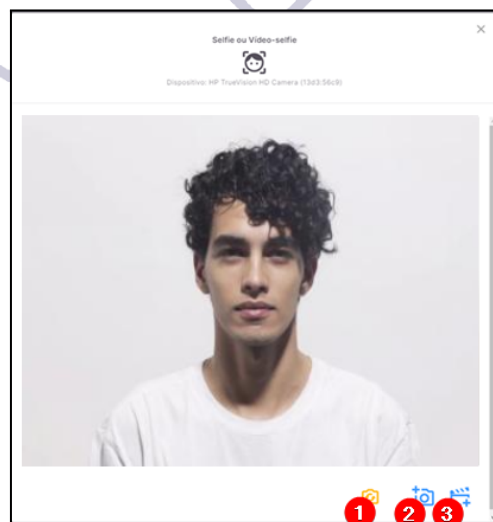 Selfie ou Vídeo-selfie
Dispositivo: HP TrueVision HD Camera (13d3:56c9)
1 2 3